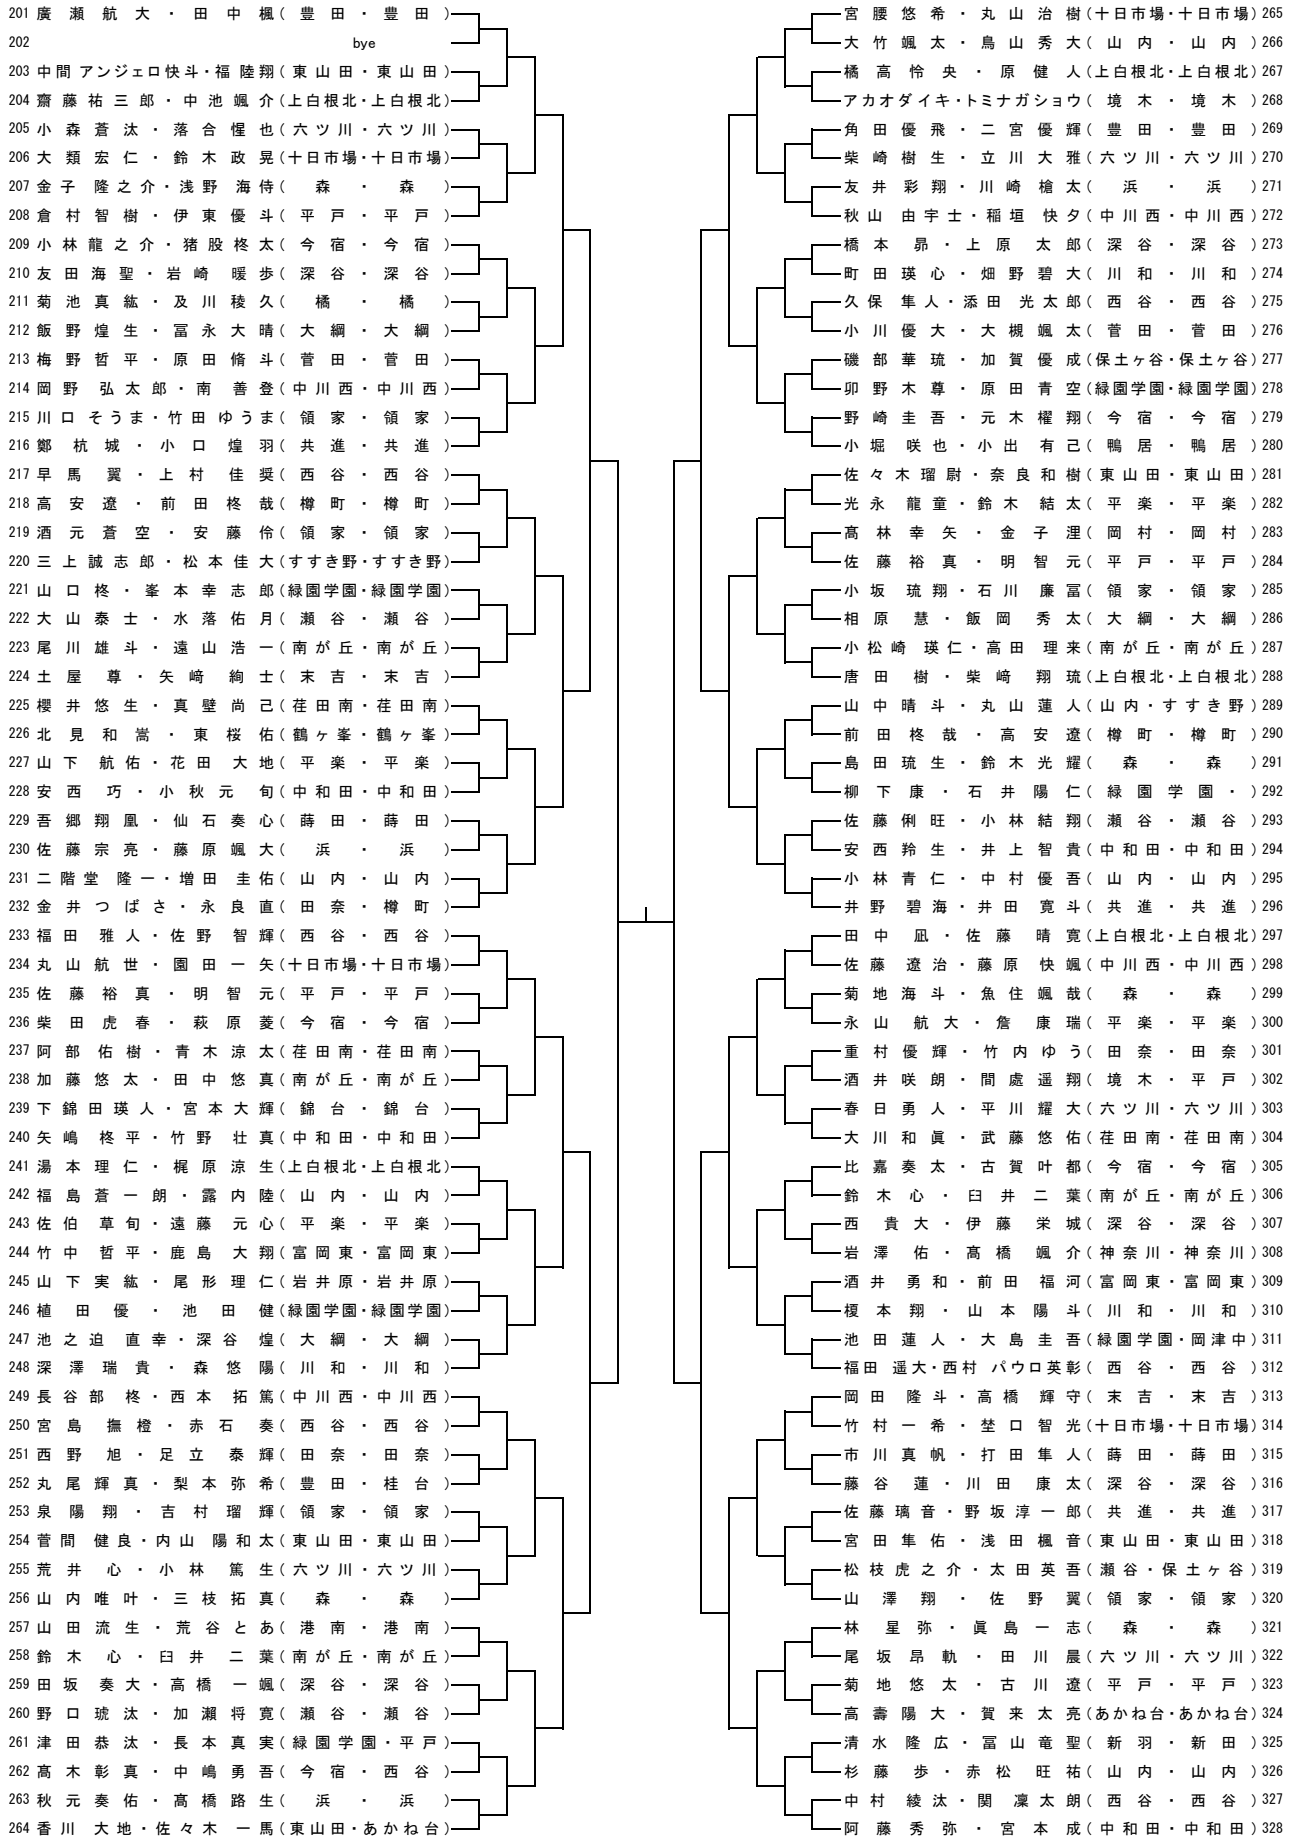 201 廣瀬航大・田中楓(豊田・豊田)
202 bye
203 中間 アンジェロ快斗・福 陸翔(東山田・東山田)
204 齋藤祐三郎・中池颯介(上白根北・上白根北)
205 小森蒼汰・落合惺也(六ツ川・六ツ川)
206 大類宏仁・鈴木政晃(十日市場・十日市場)
207 金子 隆之介・浅野 海侍(森・森)
208 倉村智樹・伊東優斗(平戸・平戸)
209 小林龍之介・猪股柊太(今宿・今宿)
210 友田海聖・岩崎 暖歩(深谷・深谷)
211 菊池真紘・及川稜久(橘・橘)
212 飯野煌生・冨永大晴(大綱・大綱)
213 梅野哲平・原田脩斗(菅田・菅田)
214 岡野 弘太郎・南 善登(中川西・中川西)
215 川口 そうま・竹田 ゆうま(領家・領家)
216 鄭 杭城・小口 煌羽(共進・共進)
217 早馬 翼・上村 佳奨(西谷・西谷)
218 高安遼・前田柊哉(樽町・樽町)
219 酒元蒼空・安藤伶(領家・領家)
220 三上誠志郎・松本佳大(すすき野・すすき野)
221 山口柊・峯本幸志郎(緑園学園・緑園学園)
222 大山泰士・水落佑月(瀬谷・瀬谷)
223 尾川雄斗・遠山浩一(南が丘・南が丘)
224 土屋 尊・矢﨑 絢士(末吉・末吉)
225 櫻井悠生・真壁尚己(荏田南・荏田南)
226 北見和嵩・東桜佑(鶴ヶ峯・鶴ヶ峯)
227 山下 航佑・花田 大地(平楽・平楽)
228 安西 巧・小秋元 旬(中和田・中和田)
229 吾郷翔凰・仙石奏心(蒔田・蒔田)
230 佐藤宗亮・藤原颯大(浜・浜)
231 二階堂 隆一・増田 圭佑(山内・山内)
232 金井つばさ・永良直(田奈・樽町)
233 福田 雅人・佐野 智輝(西谷・西谷)
234 丸山航世・園田一矢(十日市場・十日市場)
235 佐藤裕真・明智元(平戸・平戸)
236 柴田虎春・萩原菱(今宿・今宿)
237 阿部佑樹・青木涼太(荏田南・荏田南)
238 加藤悠太・田中悠真(南が丘・南が丘)
239 下錦田瑛人・宮本大輝(錦台・錦台)
240 矢嶋 柊平・竹野 壮真(中和田・中和田)
241 湯本理仁・梶原涼生(上白根北・上白根北)
242 福島蒼一朗・露内陸(山内・山内)
243 佐伯 草旬・遠藤 元心(平楽・平楽)
244 竹中 哲平・鹿島 大翔(富岡東・富岡東)
245 山下実紘・尾形理仁(岩井原・岩井原)
246 植田優・池田健(緑園学園・緑園学園)
247 池之迫 直幸・深谷 煌(大綱・大綱)
248 深澤瑞貴・森悠陽(川和・川和)
249 長谷部 柊・西本 拓篤(中川西・中川西)
250 宮島 撫橙・赤石 奏(西谷・西谷)
251 西野 旭・足立 泰輝(田奈・田奈)
252 丸尾輝真・梨本弥希(豊田・桂台)
253 泉陽翔・吉村瑠輝(領家・領家)
254 菅間 健良・内山 陽和太(東山田・東山田)
255 荒井 心・小林 篤生(六ツ川・六ツ川)
256 山内唯叶・三枝拓真(森・森)
257 山田流生・荒谷とあ(港南・港南)
258 鈴木 心・臼井 二葉(南が丘・南が丘)
259 田坂 奏大・高橋 一颯(深谷・深谷)
260 野口琥汰・加瀬将寛(瀬谷・瀬谷)
261 津田恭汰・長本真実(緑園学園・平戸)
262 髙木彰真・中嶋勇吾(今宿・西谷)
263 秋元奏佑・髙橋路生(浜・浜)
264 香川 大地・佐々木 一馬(東山田・あかね台)
宮腰悠希・丸山治樹(十日市場・十日市場) 265
大竹颯太・鳥山秀大(山内・山内) 266
橘高怜央・原健人(上白根北・上白根北) 267
アカオダイキ・トミナガショウ(境木・境木) 268
角田優飛・二宮優輝(豊田・豊田) 269
柴崎樹生・立川大雅(六ツ川・六ツ川) 270
友井彩翔・川崎槍太(浜・浜) 271
秋山 由宇士・稲垣 快夕(中川西・中川西) 272
橋本 昴・上原 太郎(深谷・深谷) 273
町田瑛心・畑野碧大(川和・川和) 274
久保 隼人・添田 光太郎(西谷・西谷) 275
小川優大・大槻颯太(菅田・菅田) 276
磯部華琉・加賀優成(保土ヶ谷・保土ヶ谷) 277
卯野木尊・原田青空(緑園学園・緑園学園) 278
野崎圭吾・元木櫂翔(今宿・今宿) 279
小堀 咲也・小出 有己(鴨居・鴨居) 280
佐々木瑠尉・奈良和樹(東山田・東山田) 281
光永 龍童・鈴木 結太(平楽・平楽) 282
髙林幸矢・金子浬(岡村・岡村) 283
佐藤裕真・明智元(平戸・平戸) 284
小坂 琉翔・石川 廉冨(領家・領家) 285
相原 慧・飯岡 秀太(大綱・大綱) 286
小松崎 瑛仁・高田 理来(南が丘・南が丘) 287
唐田 樹・柴﨑 翔琉(上白根北・上白根北) 288
山中晴斗・丸山蓮人(山内・すすき野) 289
前田柊哉・高安遼(樽町・樽町) 290
島田琉生・鈴木光耀(森・森) 291
柳下康・石井陽仁(緑園学園・) 292
佐藤俐旺・小林結翔(瀬谷・瀬谷) 293
安西羚生・井上智貴(中和田・中和田) 294
小林青仁・中村優吾(山内・山内) 295
井野 碧海・井田 寛斗(共進・共進) 296
田中 凪・佐藤 晴寛(上白根北・上白根北) 297
佐藤 遼治・藤原 快颯(中川西・中川西) 298
菊地海斗・魚住颯哉(森・森) 299
永山 航大・詹 康瑞(平楽・平楽) 300
重村優輝・竹内ゆう(田奈・田奈) 301
酒井咲朗・間處遥翔(境木・平戸) 302
春日勇人・平川耀大(六ツ川・六ツ川) 303
大川和眞・武藤悠佑(荏田南・荏田南) 304
比嘉奏太・古賀叶都(今宿・今宿) 305
鈴木心・臼井二葉(南が丘・南が丘) 306
西 貴大・伊藤 栄城(深谷・深谷) 307
岩澤 佑・髙橋 颯介(神奈川・神奈川) 308
酒井 勇和・前田 福河(富岡東・富岡東) 309
榎本翔・山本陽斗(川和・川和) 310
池田蓮人・大島圭吾(緑園学園・岡津中) 311
福田 遥大・西村 パウロ英彰(西谷・西谷) 312
岡田 隆斗・高橋 輝守(末吉・末吉) 313
竹村一希・埜口智光(十日市場・十日市場) 314
市川真帆・打田隼人(蒔田・蒔田) 315
藤谷 蓮・川田 康太(深谷・深谷) 316
佐藤璃音・野坂淳一郎(共進・共進) 317
宮田隼佑・浅田楓音(東山田・東山田) 318
松枝虎之介・太田英吾(瀬谷・保土ヶ谷) 319
山澤翔・佐野翼(領家・領家) 320
林 星弥・眞島一志(森・森) 321
尾坂昂軌・田川晨(六ツ川・六ツ川) 322
菊地悠太・古川遼(平戸・平戸) 323
高壽陽大・賀来太亮(あかね台・あかね台) 324
清水隆広・冨山竜聖(新羽・新田) 325
杉藤 歩・赤松 旺祐(山内・山内) 326
中村 綾汰・関 凜太朗(西谷・西谷) 327
阿藤秀弥・宮本成(中和田・中和田) 328